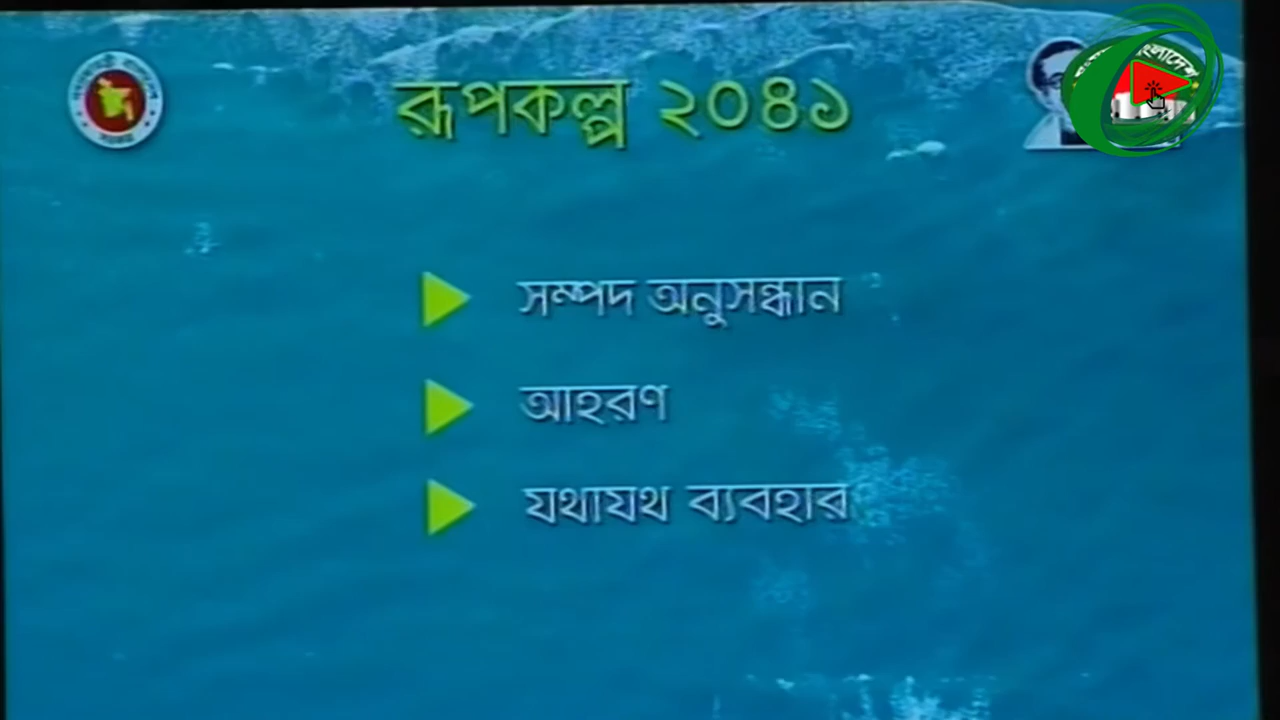 রূপকল্প ২০৪১
সম্পদ অনুসন্ধান
আহরণ
যথাযথ ব্যবহার